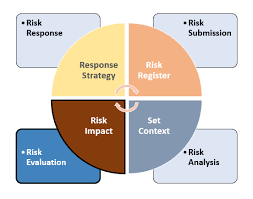 • Risk
Response
• Risk
Submission
Response
Strategy
Risk
Register
Risk
Impact
Set
Context
• Risk
Evaluation
• Risk
Analysis